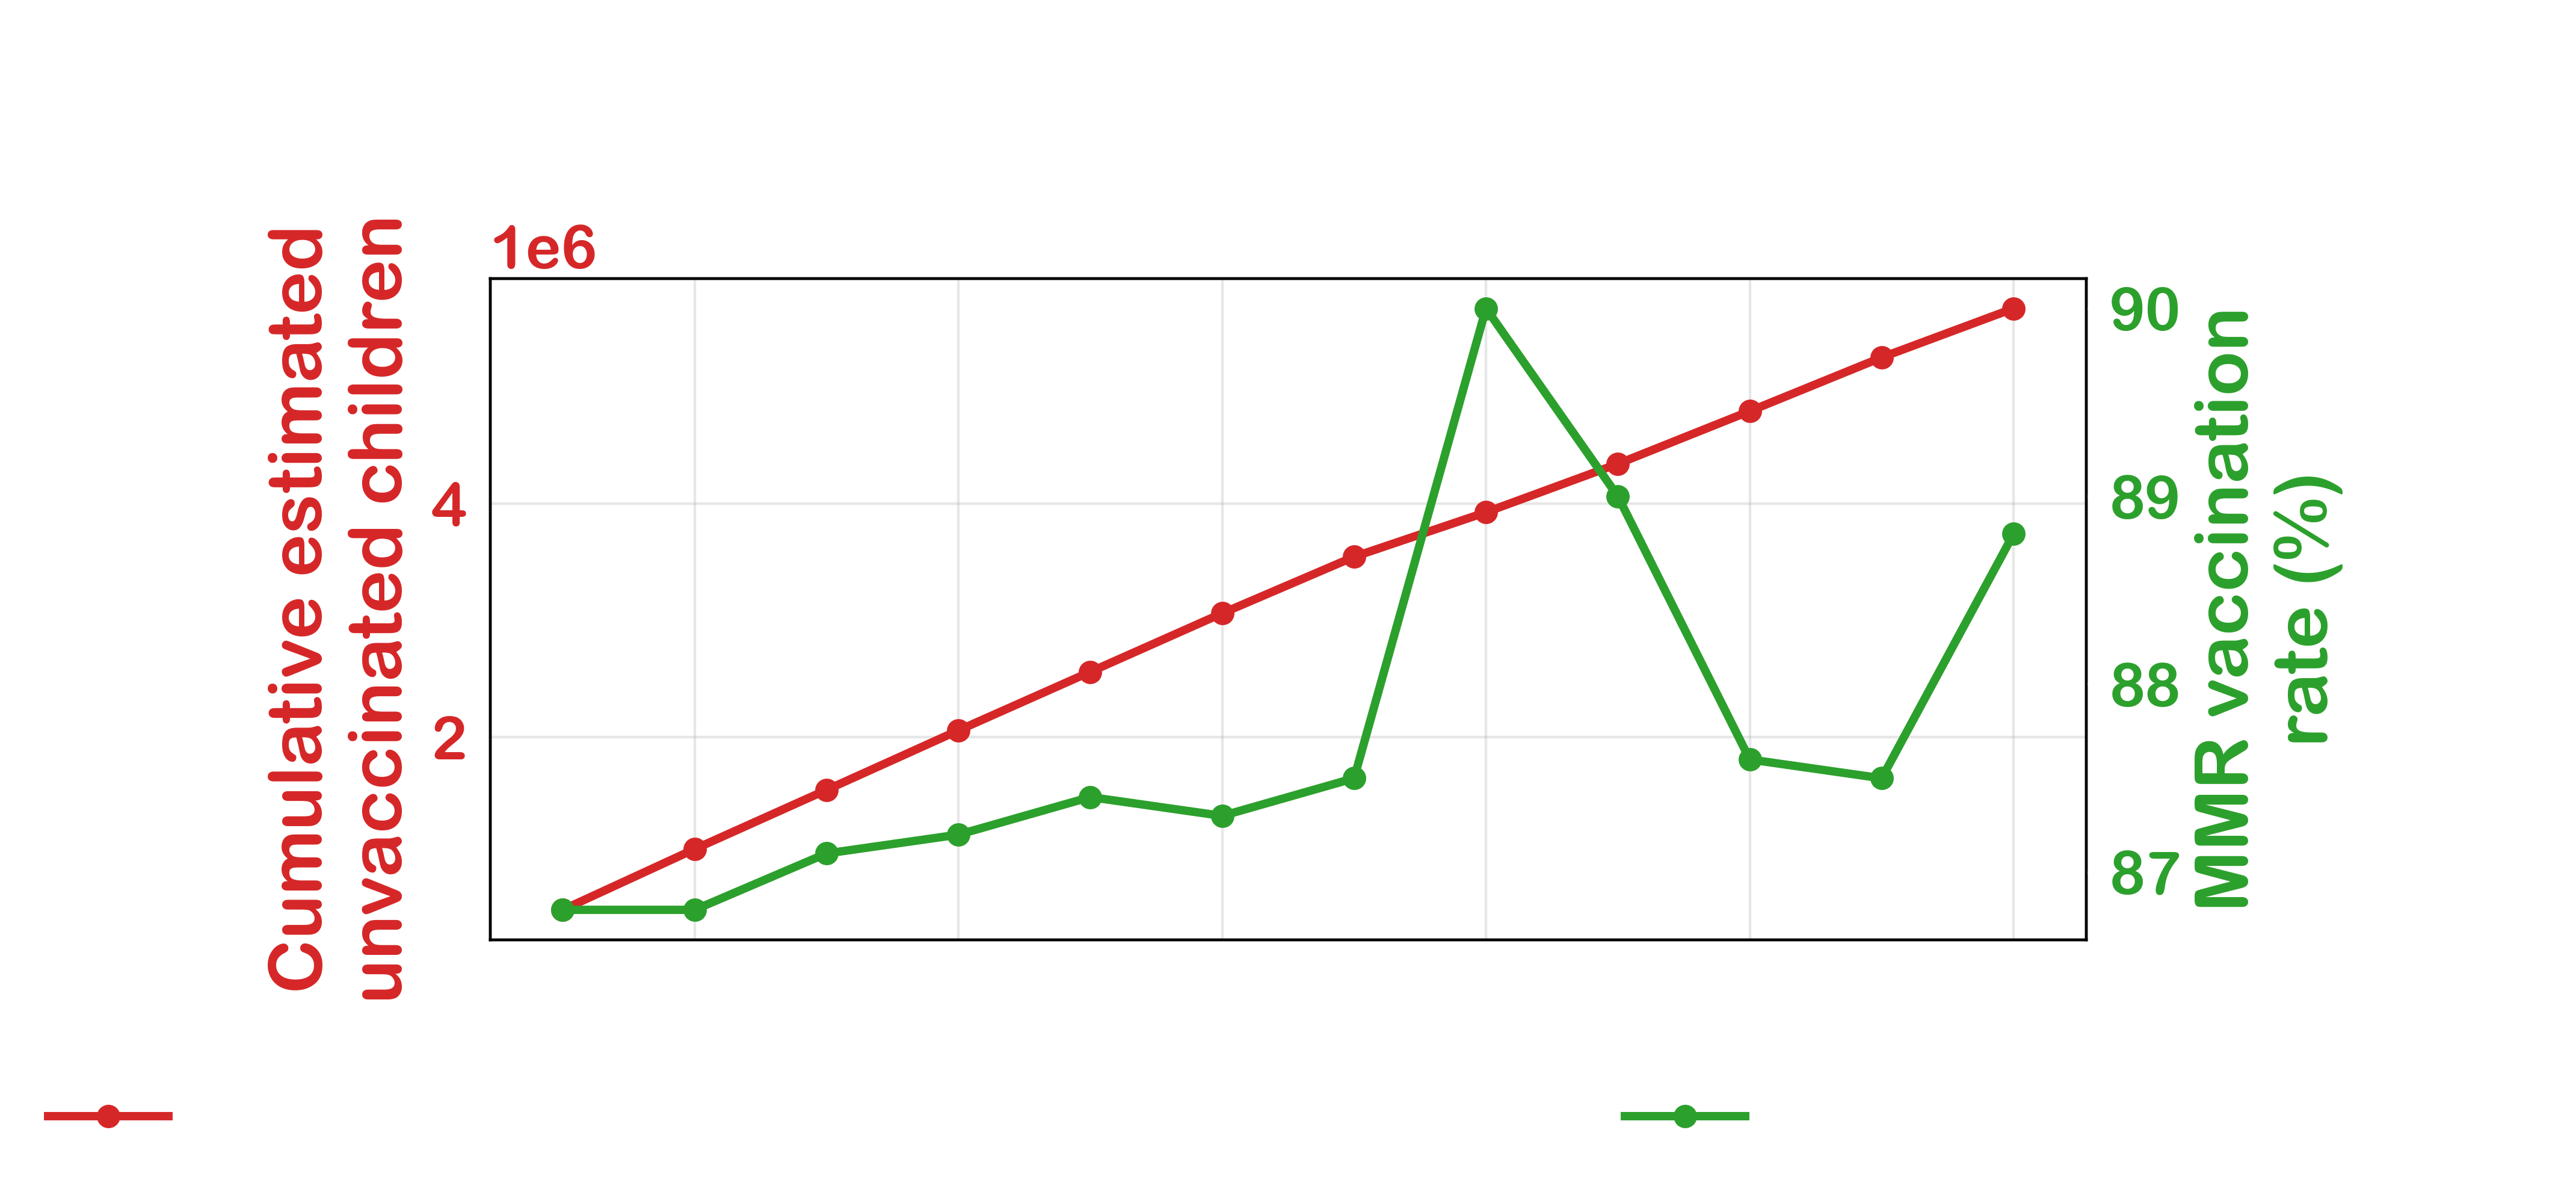 Cumulative estimated
unvaccinated children
1e6
4
2
90
89
88
87
MMR vaccination
rate (%)